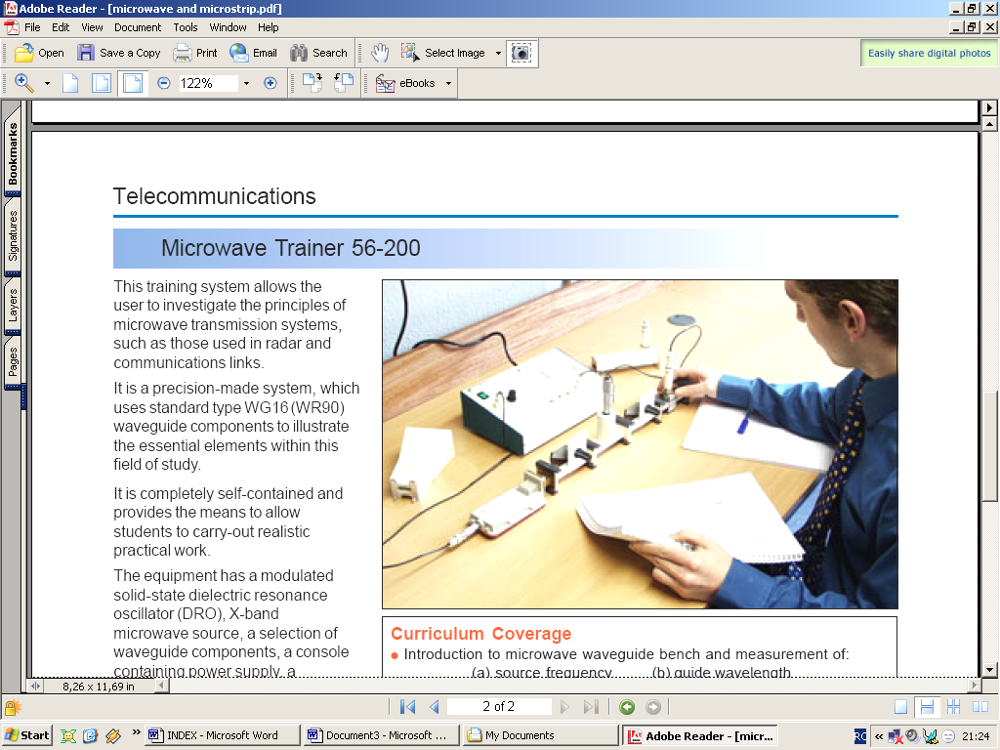 Adobe Reader - [microwave and microstrip.pdf]
File Edit View Document Tools Window Help
Open Save a Copy Print Email Search Select Image Easily share digital photos
122% eBooks
Bookmarks
Signatures
Layers
Pages
Telecommunications
Microwave Trainer 56-200
This training system allows the
user to investigate the principles of
microwave transmission systems,
such as those used in radar and
communications links.
It is a precision-made system, which
uses standard type WG16 (WR90)
waveguide components to illustrate
the essential elements within this
field of study.
It is completely self-contained and
provides the means to allow
students to carry-out realistic
practical work.
The equipment has a modulated
solid-state dielectric resonance
oscillator (DRO), X-band
microwave source, a selection of
waveguide components, a console
containing power supply, a
Curriculum Coverage
• Introduction to microwave waveguide bench and measurement of:
(a) source frequency (b) guide wavelength
8,26 x 11,69 in
2 of 2
Start » INDEX - Microsoft Word Document3 - Microsoft ... My Documents Adobe Reader - [micr... RO « 21:24